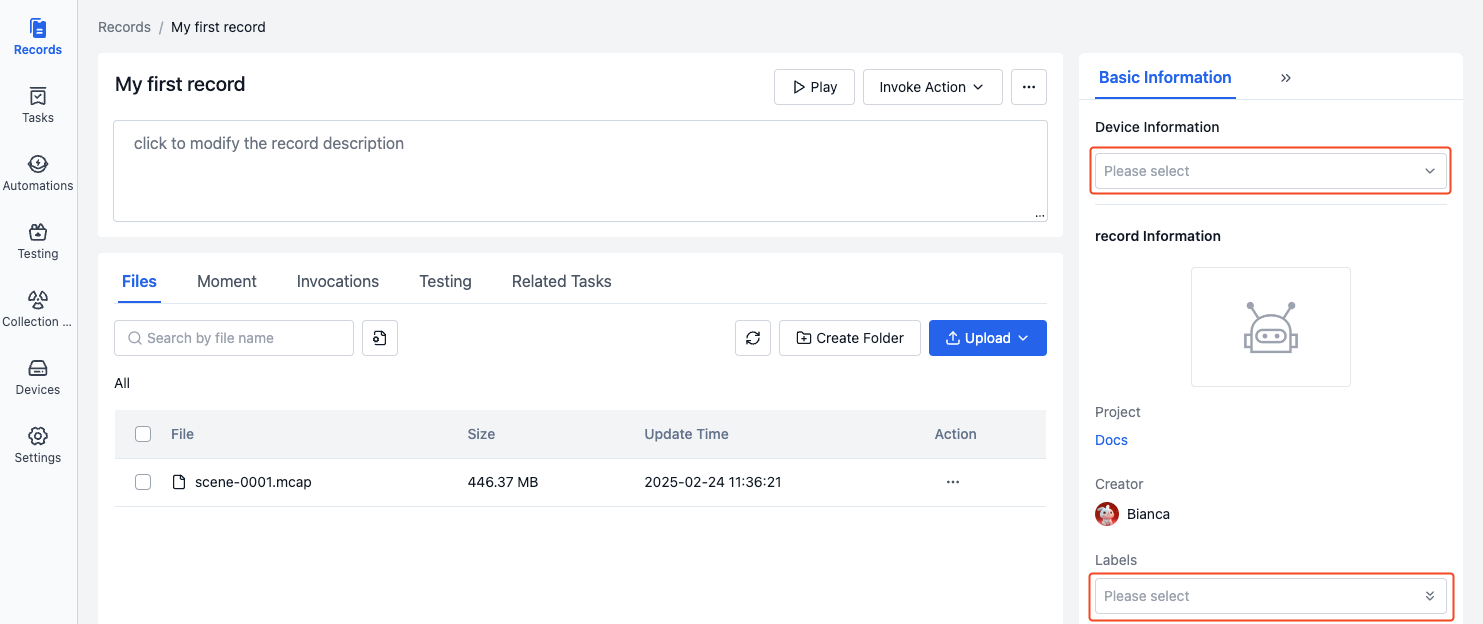 Records
Tasks
Automations
Testing
Collection ...
Devices
Settings
Records / My first record
My first record
Play
Invoke Action
...
click to modify the record description
...
Files Moment Invocations Testing Related Tasks
Search by file name
Create Folder
Upload
All
File Size Update Time Action
scene-0001.mcap 446.37 MB 2025-02-24 11:36:21 ...
Basic Information
Device Information
Please select
record Information
Project
Docs
Creator
Bianca
Labels
Please select